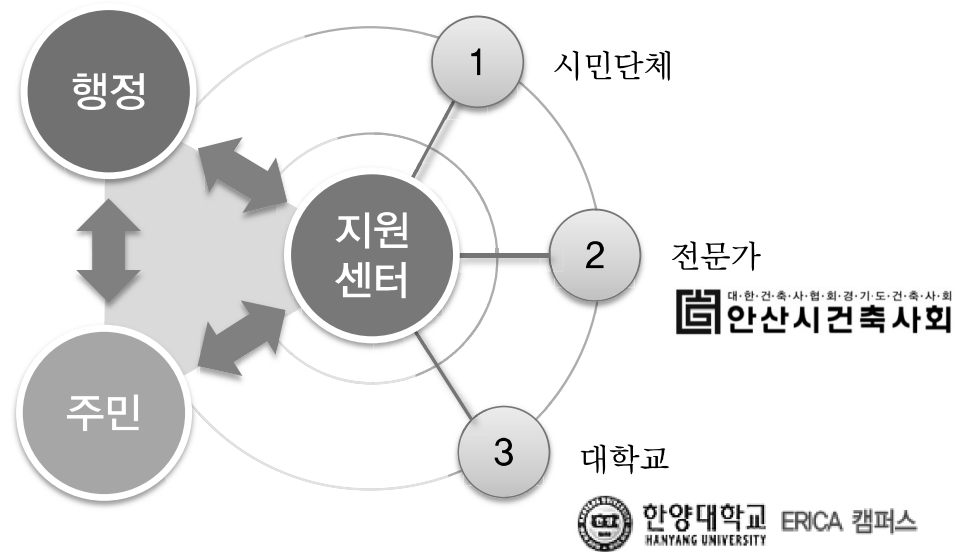 행정
1
시민단체
지원
센터
2
전문가
대·한·건·축·사·협·회·경·기·도·건·축·사·회
안산시건축사회
주민
3
대학교
한양대학교 ERICA 캠퍼스
HANYANG UNIVERSITY